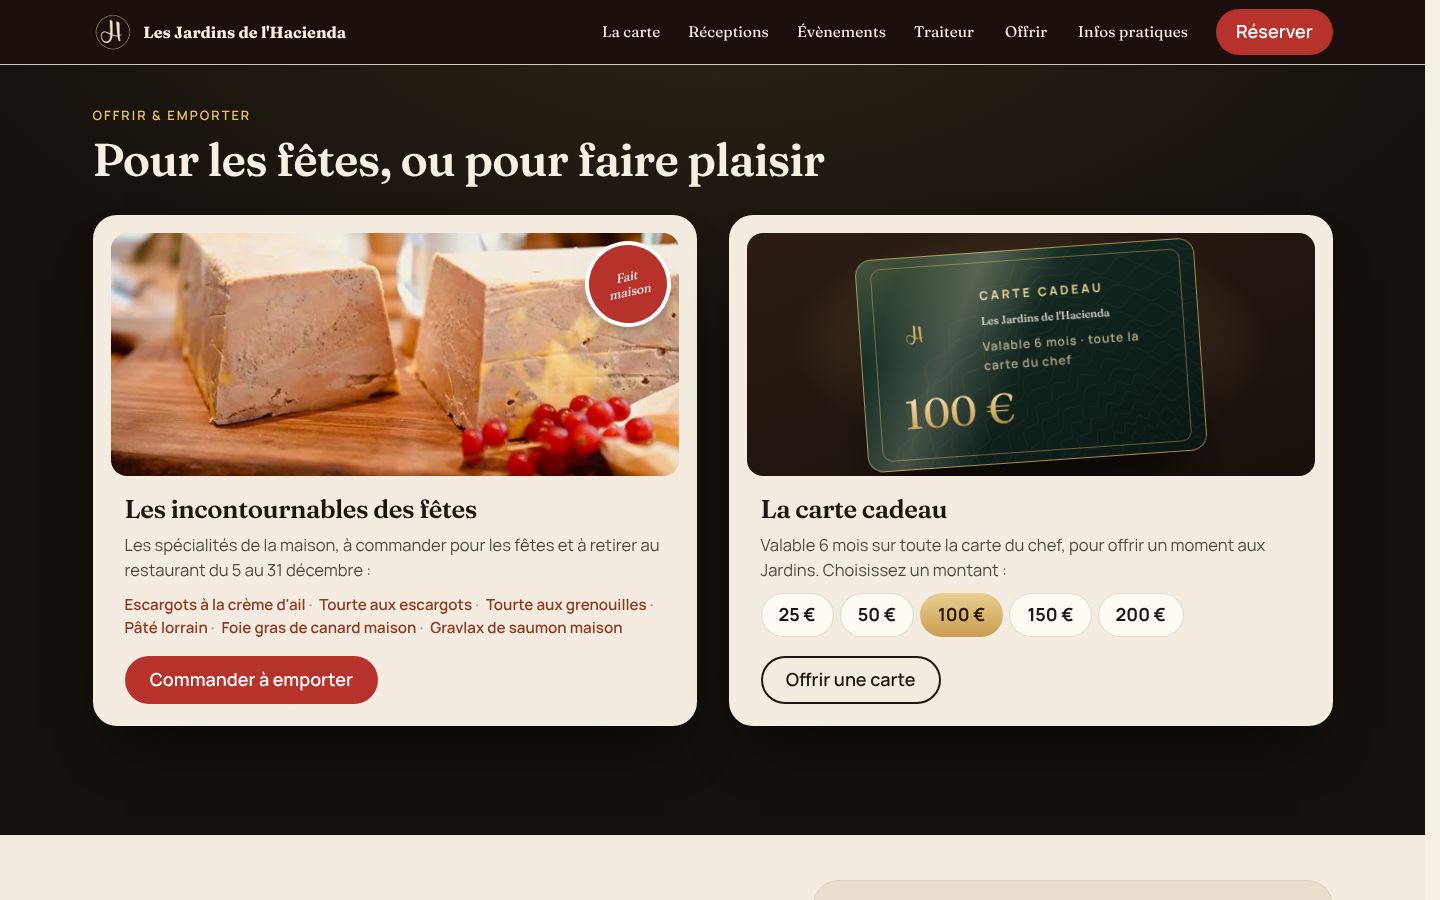 Les Jardins de l'Hacienda
La carte
Réceptions
Évènements
Traiteur
Offrir
Infos pratiques
Réserver
OFFRIR & EMPORTER
Pour les fêtes, ou pour faire plaisir
Fait
maison
Les incontournables des fêtes
Les spécialités de la maison, à commander pour les fêtes et à retirer au
restaurant du 5 au 31 décembre :
Escargots à la crème d'ail · Tourte aux escargots · Tourte aux grenouilles ·
Pâté lorrain · Foie gras de canard maison · Gravlax de saumon maison
Commander à emporter
CARTE CADEAU
Les Jardins de l'Hacienda
Valable 6 mois · toute la
carte du chef
100 €
La carte cadeau
Valable 6 mois sur toute la carte du chef, pour offrir un moment aux
Jardins. Choisissez un montant :
25 €
50 €
100 €
150 €
200 €
Offrir une carte